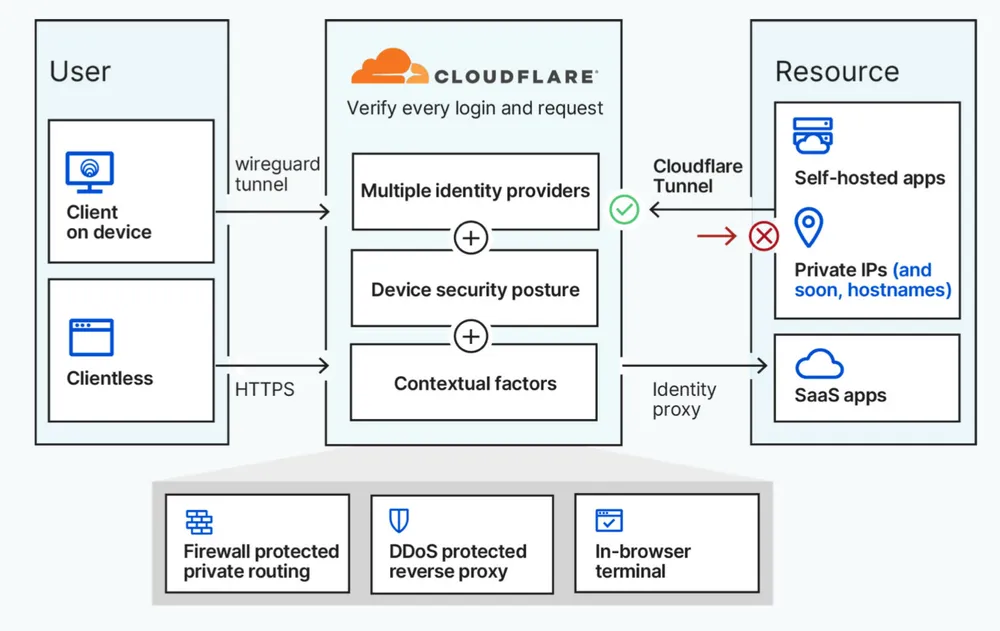 User
Client
on device
Clientless
wireguard
tunnel
HTTPS
CLOUDFLARE
Verify every login and request
Multiple identity providers
Device security posture
Contextual factors
Cloudflare
Tunnel
Identity
proxy
Resource
Self-hosted apps
Private IPs (and
soon, hostnames)
SaaS apps
Firewall protected
private routing
DDoS protected
reverse proxy
In-browser
terminal